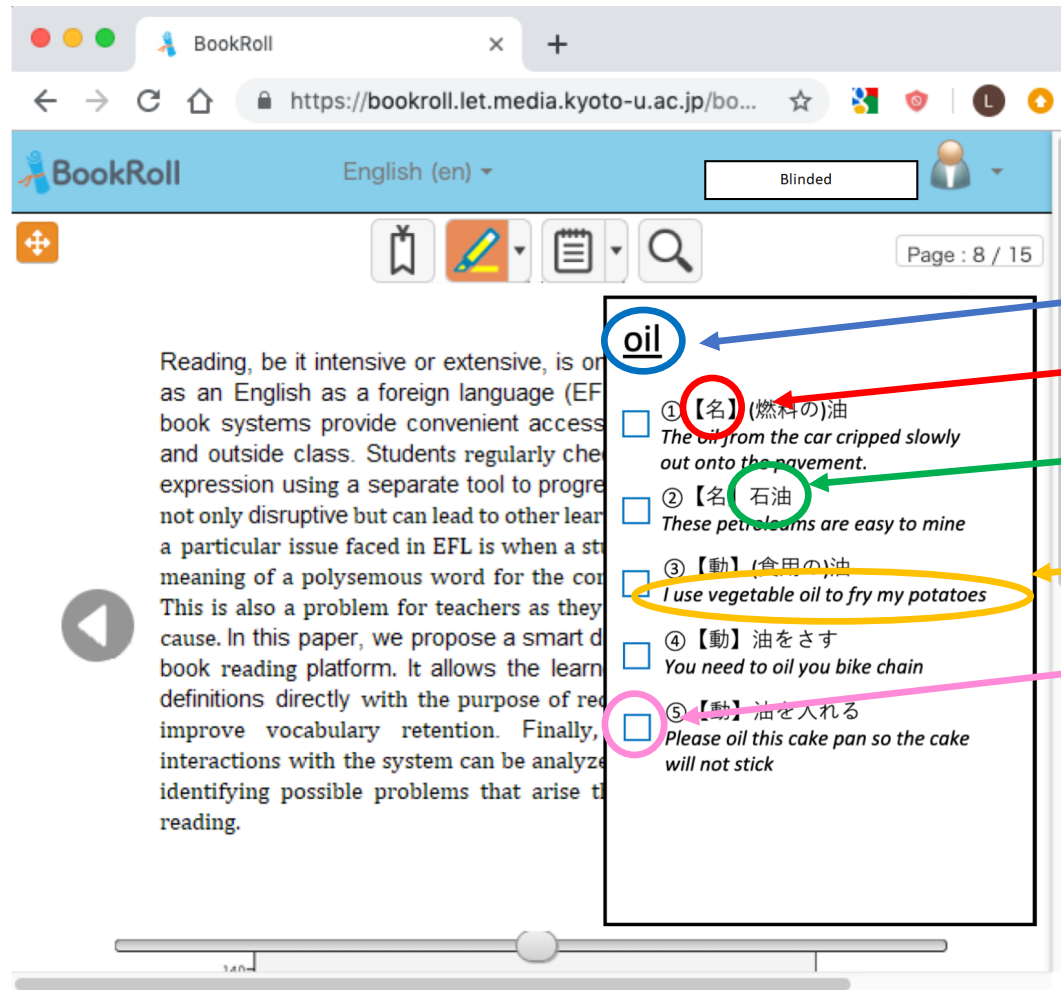 BookRoll
https://bookroll.let.media.kyoto-u.ac.jp/bo...
L
BookRoll
English (en)
Blinded
Page : 8 / 15
Reading, be it intensive or extensive, is on
as an English as a foreign language (EF
book systems provide convenient access
and outside class. Students regularly che
expression using a separate tool to progre
not only disruptive but can lead to other lear
a particular issue faced in EFL is when a stu
meaning of a polysemous word for the con
This is also a problem for teachers as they
cause. In this paper, we propose a smart d
book reading platform. It allows the learn
definitions directly with the purpose of rec
improve vocabulary retention. Finally,
interactions with the system can be analyze
identifying possible problems that arise th
reading.
oil
①【名】(燃料の)油
The oil from the car cripped slowly
out onto the pavement.
②【名】石油
These petroleums are easy to mine
③【動】(食用の)油
I use vegetable oil to fry my potatoes
④【動】油をさす
You need to oil you bike chain
⑤【動】油を入れる
Please oil this cake pan so the cake
will not stick
140